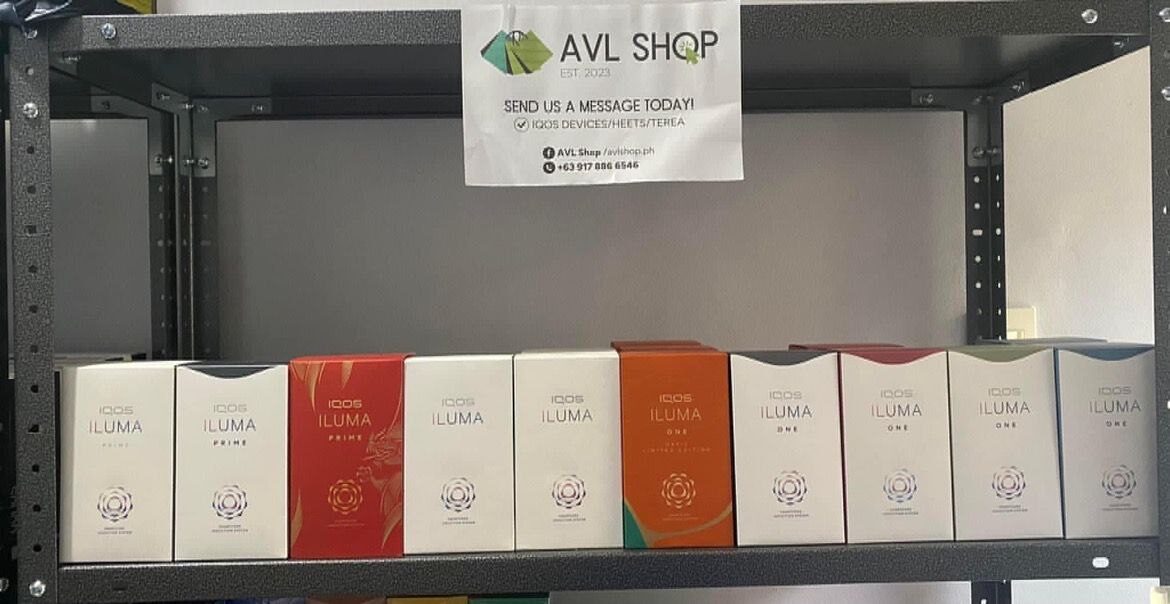 AVL SHOP
EST. 2023
SEND US A MESSAGE TODAY!
IQOS DEVICES/HEETS/TEREA
AVL Shop /avlshop.ph
+63 917 886 6546
IQOS
ILUMA
PRIME
IQOS
ILUMA
PRIME
IQOS
ILUMA
PRIME
IQOS
ILUMA
IQOS
ILUMA
IQOS
ILUMA
ONE
LIMITED EDITION
IQOS
ILUMA
ONE
IQOS
ILUMA
ONE
IQOS
ILUMA
ONE
IQOS
ILUMA
ONE